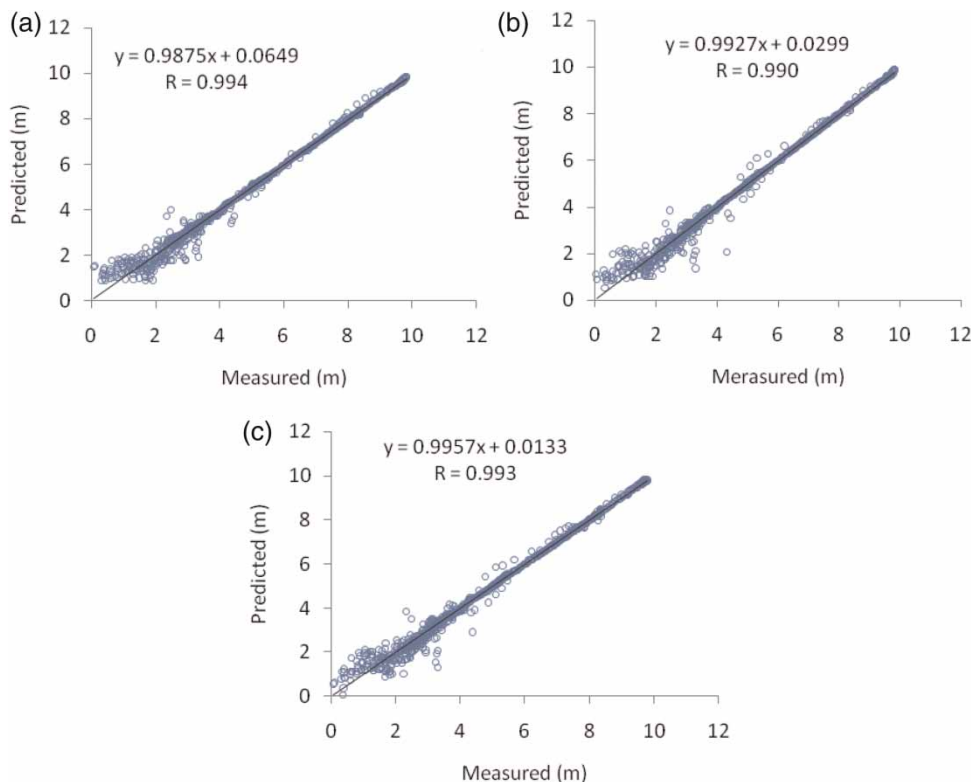 (a)
12
10
8
6
4
2
0
y = 0.9875x + 0.0649
R = 0.994
Predicted (m)
0 2 4 6 8 10 12
Measured (m)
(b)
12
10
8
6
4
2
0
y = 0.9927x + 0.0299
R = 0.990
Predicted (m)
0 2 4 6 8 10 12
Merasured (m)
(c)
12
10
8
6
4
2
0
y = 0.9957x + 0.0133
R = 0.993
Predicted (m)
0 2 4 6 8 10 12
Measured (m)